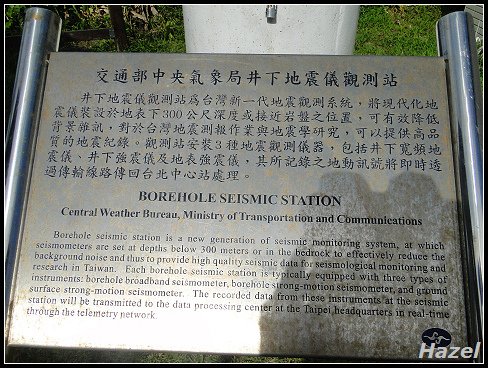 交通部中央氣象局井下地震儀觀測站
井下地震儀觀測站為台灣新一代地震觀測系統，將現代化地
震儀裝設於地表下300公尺深度或接近岩盤之位置，可有效降低
背景雜訊，對於台灣地震測報作業與地震學研究，可以提供高品
質的地震紀錄。觀測站安裝3種地震觀測儀器，包括井下寬頻地
震儀、井下強震儀及地表強震儀，其所記錄之地動訊號將即時透
過傳輸線路傳回台北中心站處理。
BOREHOLE SEISMIC STATION
Central Weather Bureau, Ministry of Transportation and Communications
Borehole seismic station is a new generation of seismic monitoring system, at which
seismometers are set at depths below 300 meters or in the bedrock to effectively reduce the
background noise and thus to provide high quality seismic data for seismological monitoring and
research in Taiwan. Each borehole seismic station is typically equipped with three types of
instruments: borehole broadband seismometer, borehole strong-motion seismometer, and ground
surface strong-motion seismometer. The recorded data from these instruments at the seismic
station will be transmitted to the data processing center at the Taipei headquarters in real-time
through the telemetry network.
Hazel